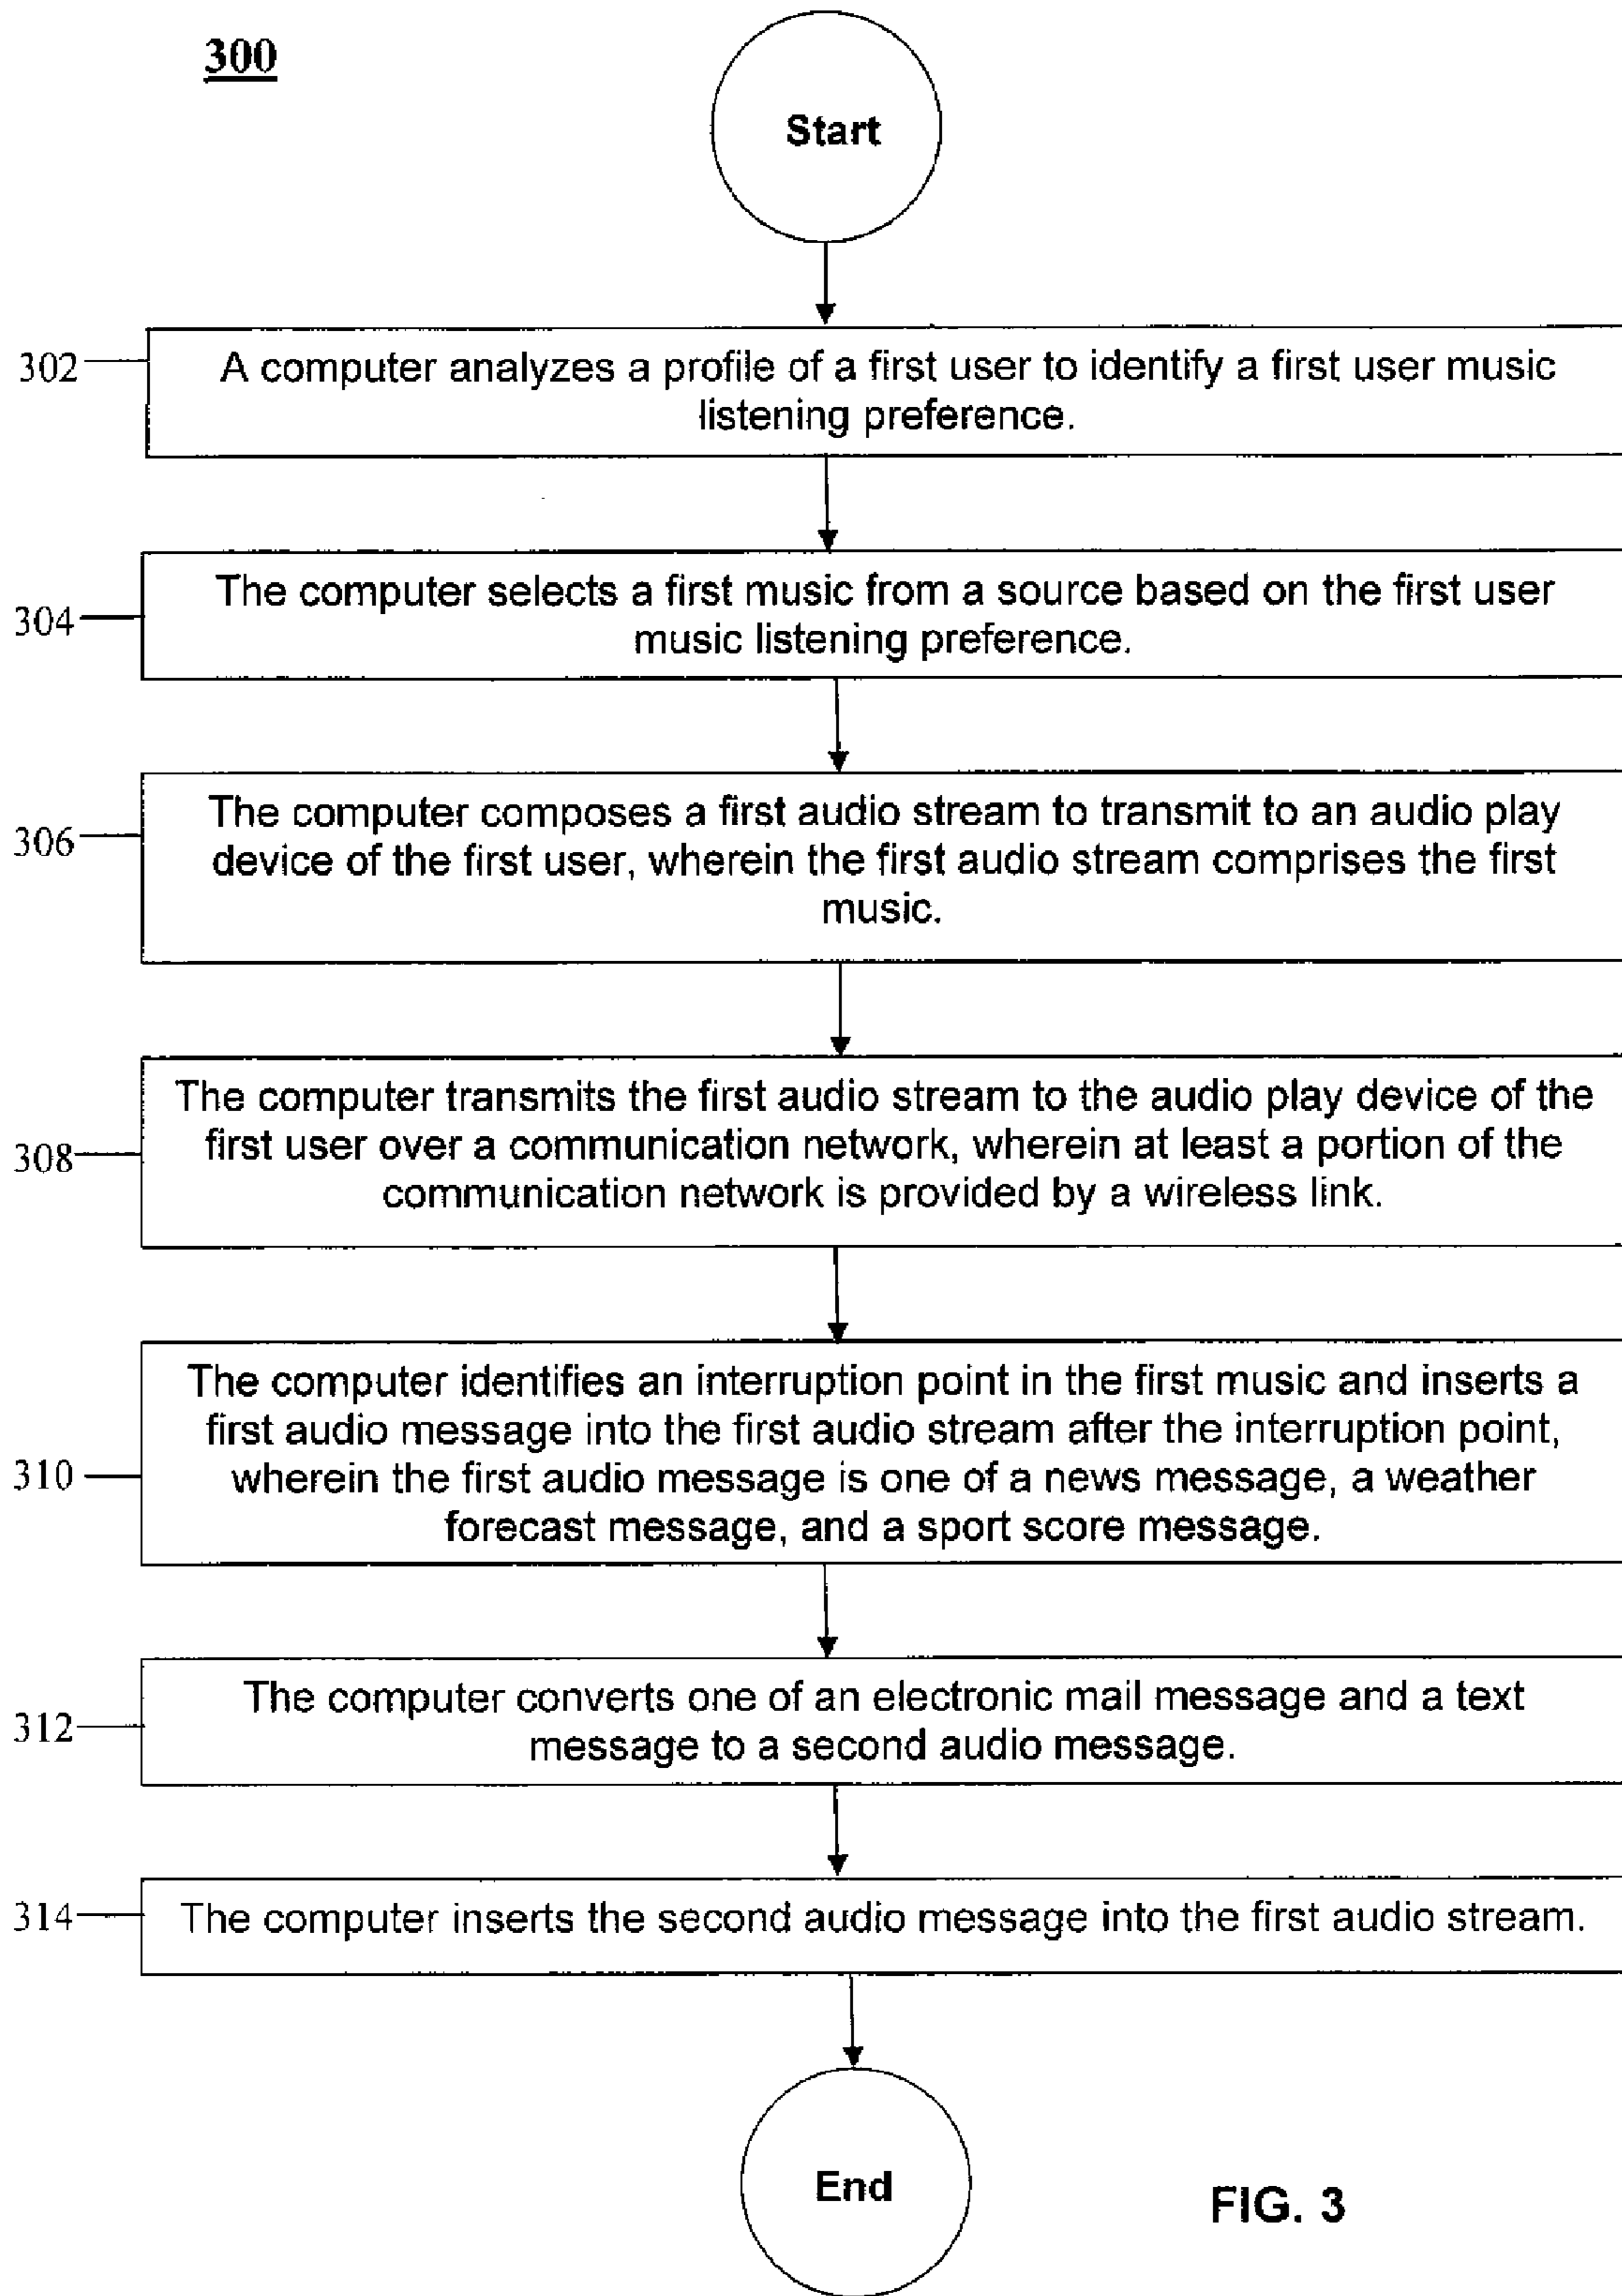 300
Start
302
A computer analyzes a profile of a first user to identify a first user music
listening preference.
304
The computer selects a first music from a source based on the first user
music listening preference.
306
The computer composes a first audio stream to transmit to an audio play
device of the first user, wherein the first audio stream comprises the first
music.
308
The computer transmits the first audio stream to the audio play device of the
first user over a communication network, wherein at least a portion of the
communication network is provided by a wireless link.
310
The computer identifies an interruption point in the first music and inserts a
first audio message into the first audio stream after the interruption point,
wherein the first audio message is one of a news message, a weather
forecast message, and a sport score message.
312
The computer converts one of an electronic mail message and a text
message to a second audio message.
314
The computer inserts the second audio message into the first audio stream.
End
FIG. 3